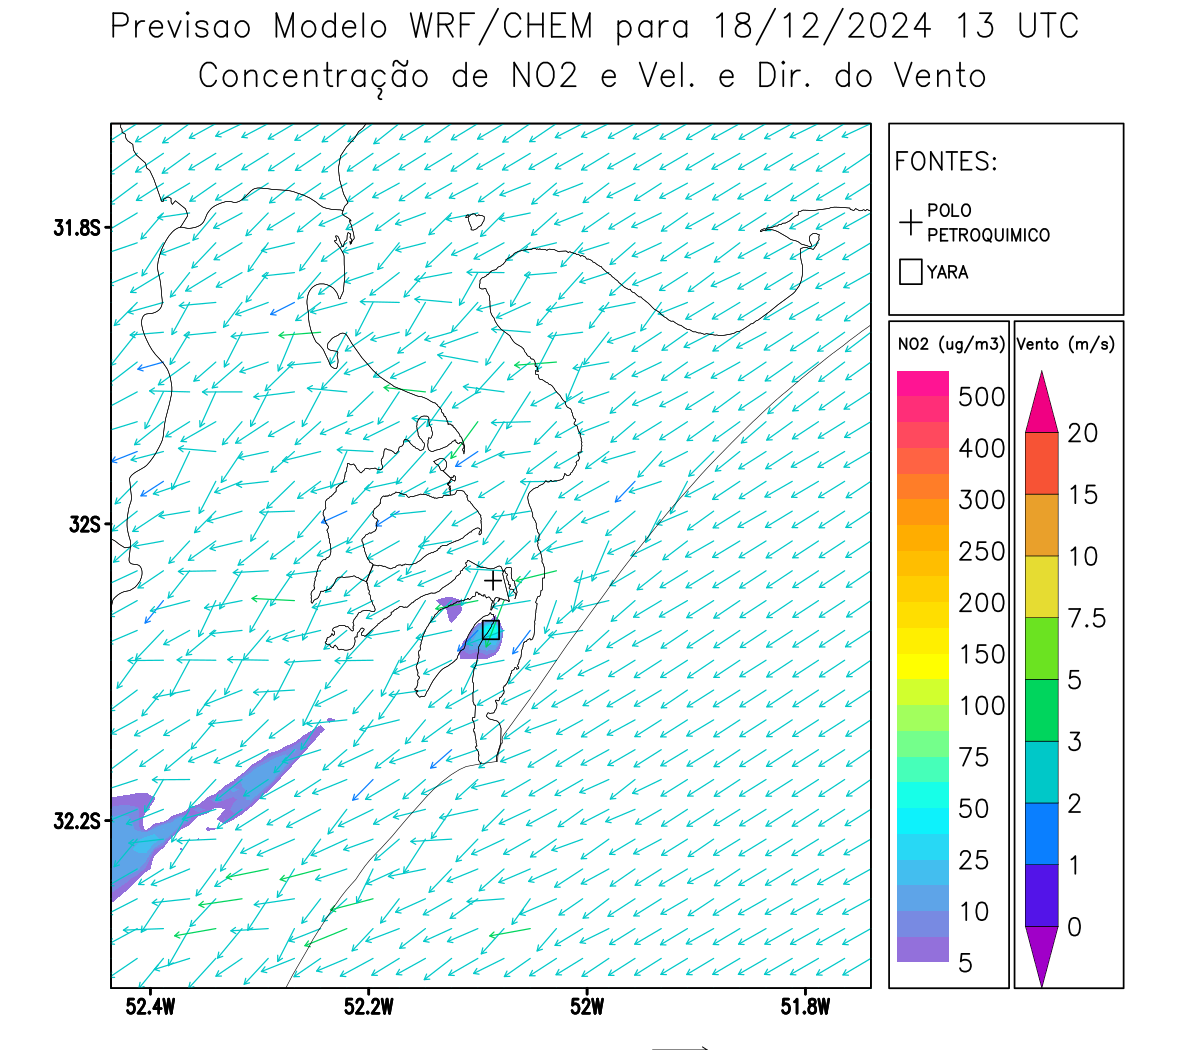 Previsao Modelo WRF/CHEM para 18/12/2024 13 UTC
Concentração de NO2 e Vel. e Dir. do Vento
FONTES:
POLO
PETROQUIMICO
YARA
31.8S
32S
32.2S
52.4W
52.2W
52W
51.8W
NO2 (ug/m3)
500
400
300
250
200
150
100
75
50
25
10
5
Vento (m/s)
20
15
10
7.5
5
3
2
1
0